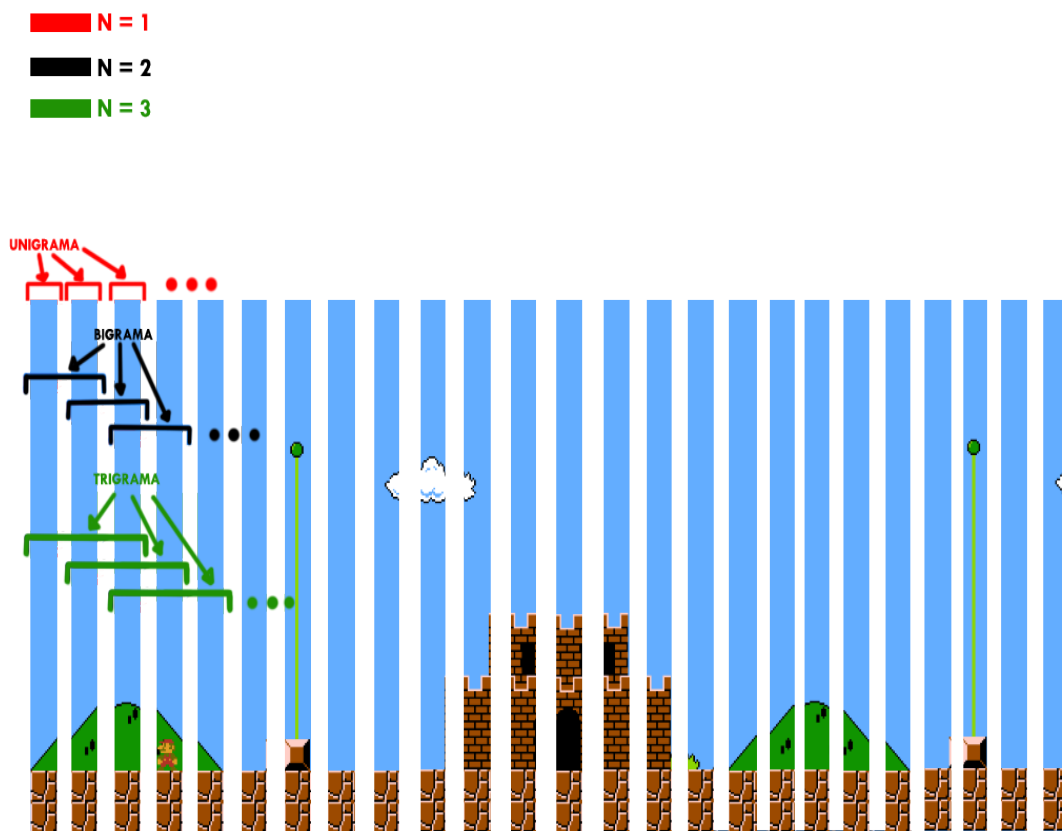 N = 1
N = 2
N = 3
UNIGRAMA
BIGRAMA
TRIGRAMA